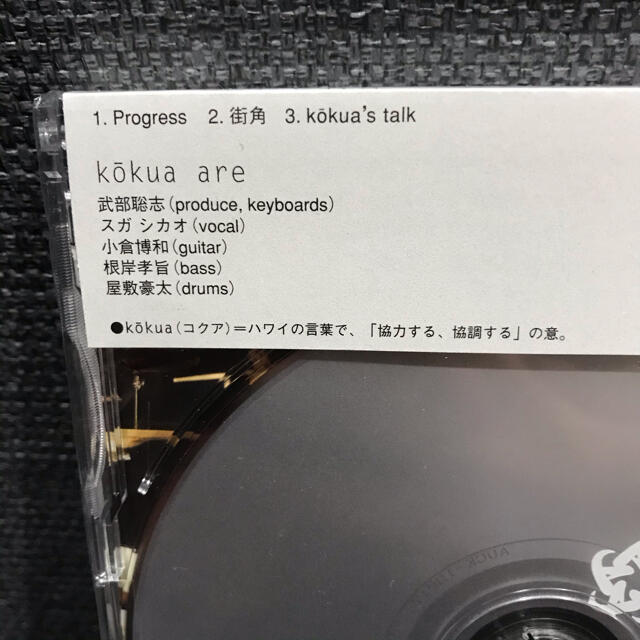 1. Progress 2. 街角 3. kōkua's talk
kōkua are
武部聡志(produce, keyboards)
スガ シカオ(vocal)
小倉博和(guitar)
根岸孝旨(bass)
屋敷豪太(drums)
●kōkua(コクア)=ハワイの言葉で、「協力する、協調する」の意。